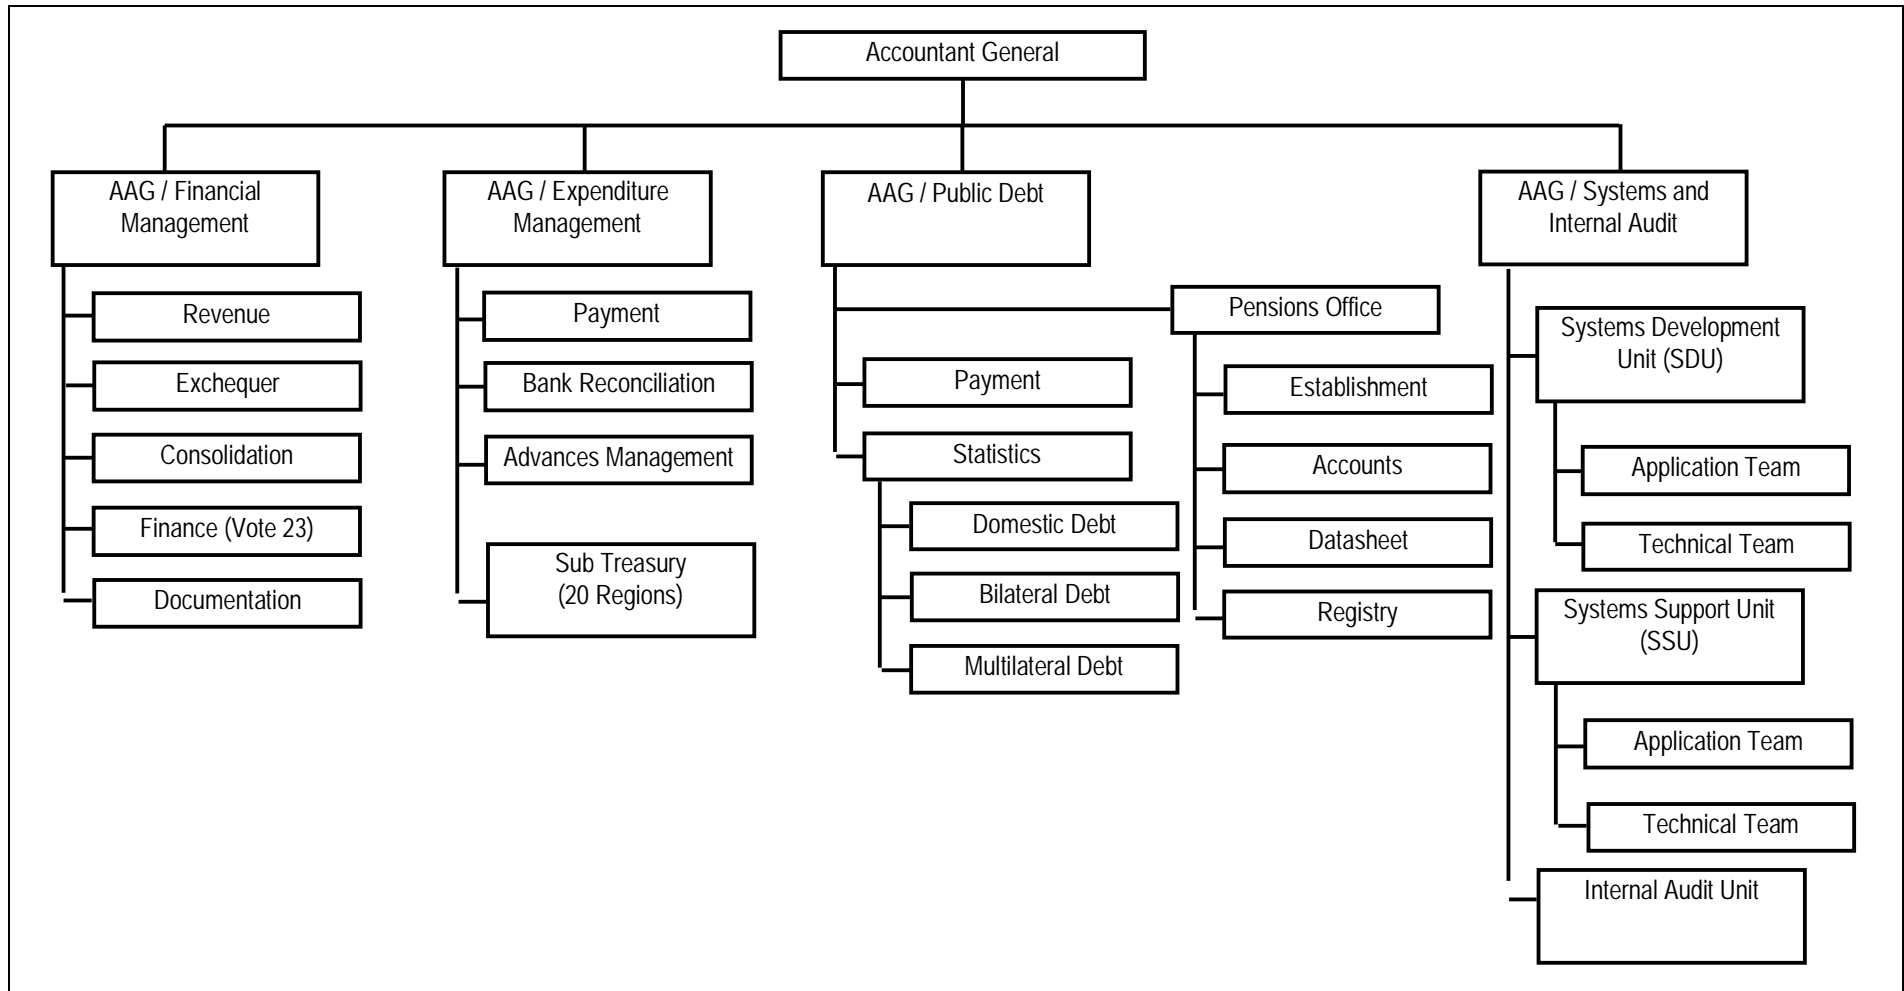 Accountant General
AAG / Financial
Management
Revenue
Exchequer
Consolidation
Finance (Vote 23)
Documentation
AAG / Expenditure
Management
Payment
Bank Reconciliation
Advances Management
Sub Treasury
(20 Regions)
AAG / Public Debt
Pensions Office
Establishment
Accounts
Datasheet
Registry
Payment
Statistics
Domestic Debt
Bilateral Debt
Multilateral Debt
AAG / Systems and
Internal Audit
Systems Development
Unit (SDU)
Application Team
Technical Team
Systems Support Unit
(SSU)
Application Team
Technical Team
Internal Audit Unit